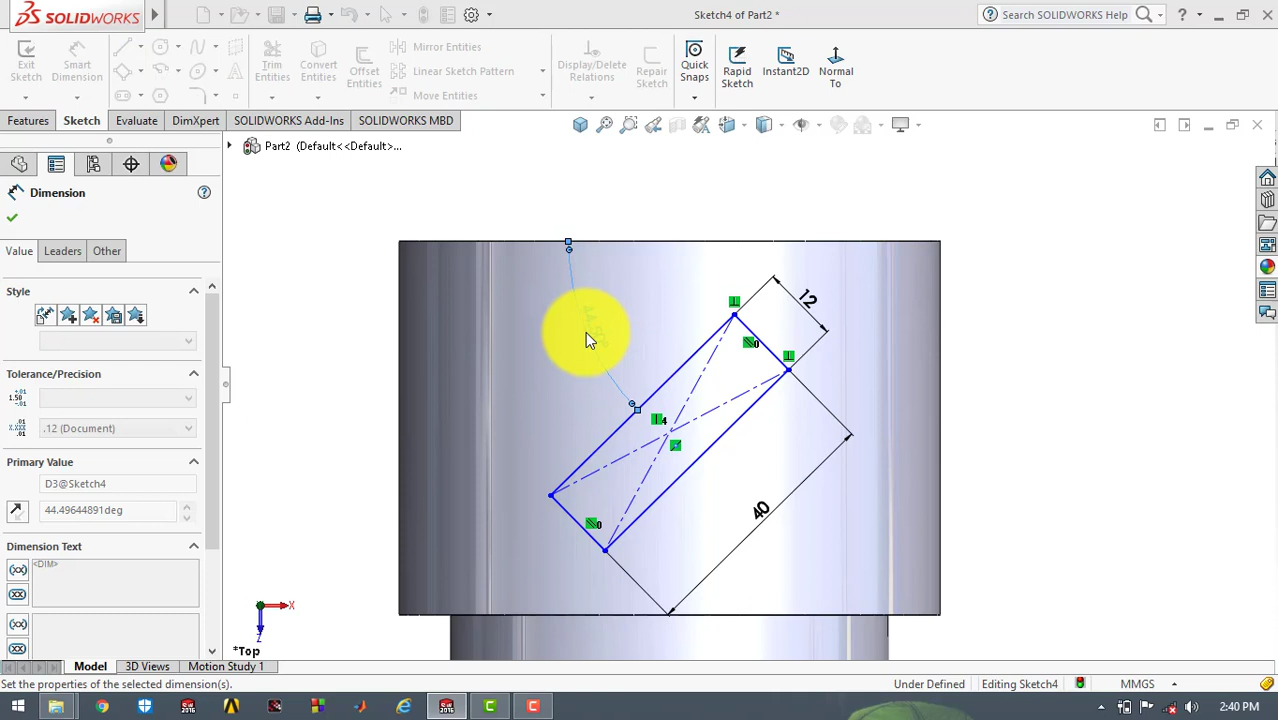 SOLIDWORKS
Sketch4 of Part2 *
Search SOLIDWORKS Help
Exit Sketch
Smart Dimension
Trim Entities
Convert Entities
Offset Entities
Mirror Entities
Linear Sketch Pattern
Move Entities
Display/Delete Relations
Repair Sketch
Quick Snaps
Rapid Sketch
Instant2D
Normal To
Features
Sketch
Evaluate
DimXpert
SOLIDWORKS Add-Ins
SOLIDWORKS MBD
Part2 (Default<<Default>...
Dimension
Value
Leaders
Other
Style
Tolerance/Precision
.12 (Document)
Primary Value
D3@Sketch4
44.49644891deg
Dimension Text
<DIM>
12
40
4
0
0
X
Z
*Top
Model
3D Views
Motion Study 1
Set the properties of the selected dimension(s).
Under Defined
Editing Sketch4
MMGS
2:40 PM